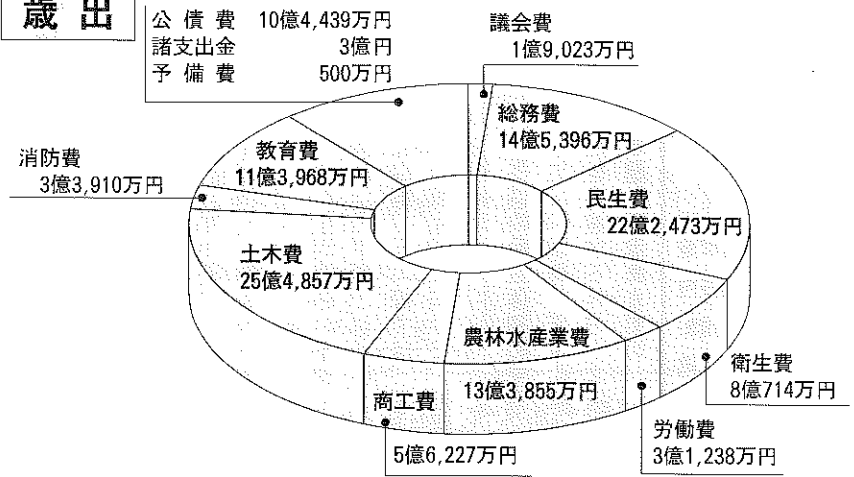 歳出
公債費 10億4,439万円
諸支出金 3億円
予備費 500万円
議会費
1億9,023万円
総務費
14億5,396万円
民生費
22億2,473万円
衛生費
8億714万円
労働費
3億1,238万円
農林水産業費
13億3,855万円
商工費
5億6,227万円
土木費
25億4,857万円
消防費
3億3,910万円
教育費
11億3,968万円